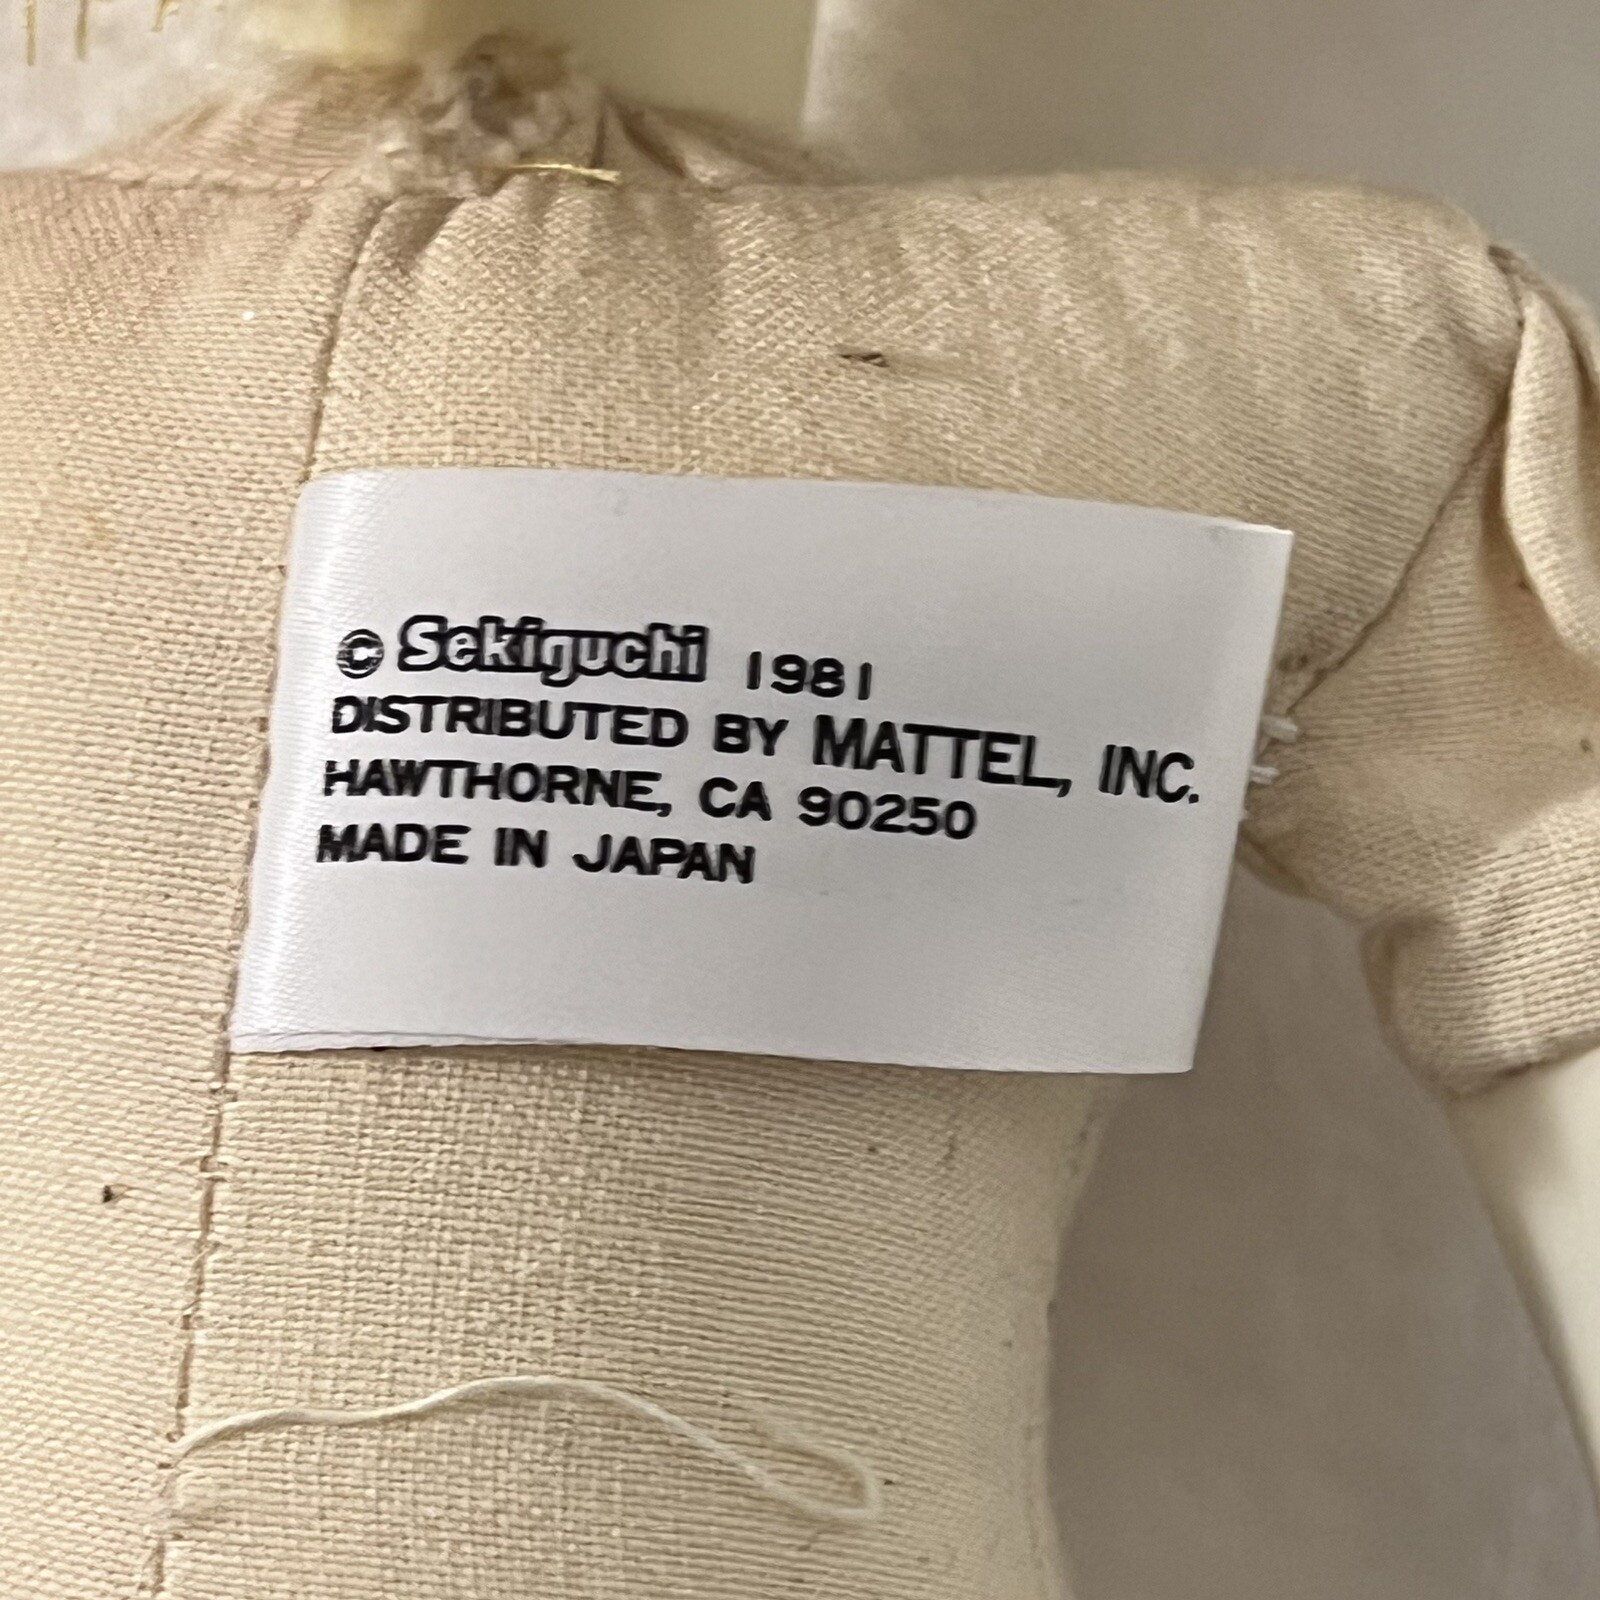 © Sekiguchi 1981
DISTRIBUTED BY MATTEL, INC.
HAWTHORNE, CA 90250
MADE IN JAPAN